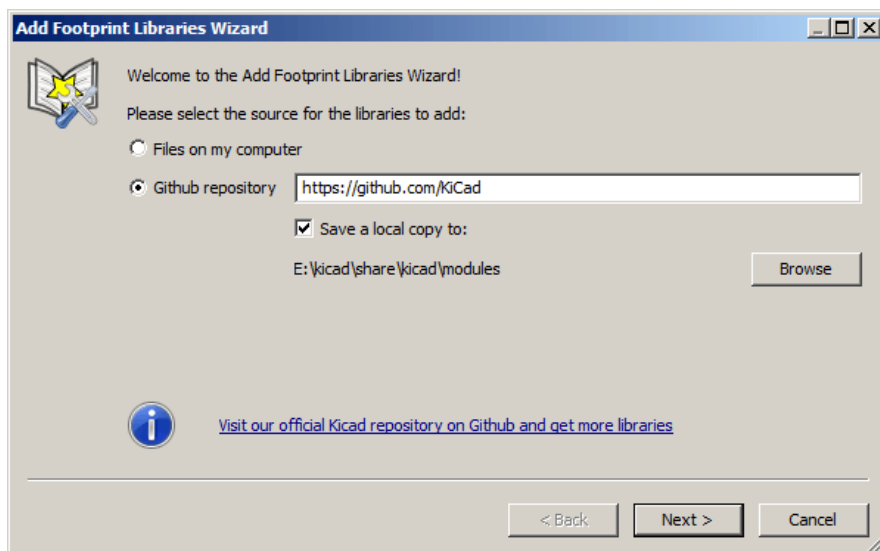 Add Footprint Libraries Wizard
Welcome to the Add Footprint Libraries Wizard!
Please select the source for the libraries to add:
Files on my computer
Github repository https://github.com/KiCad
Save a local copy to:
E:\kicad\share\kicad\modules Browse
Visit our official Kicad repository on Github and get more libraries
< Back Next > Cancel